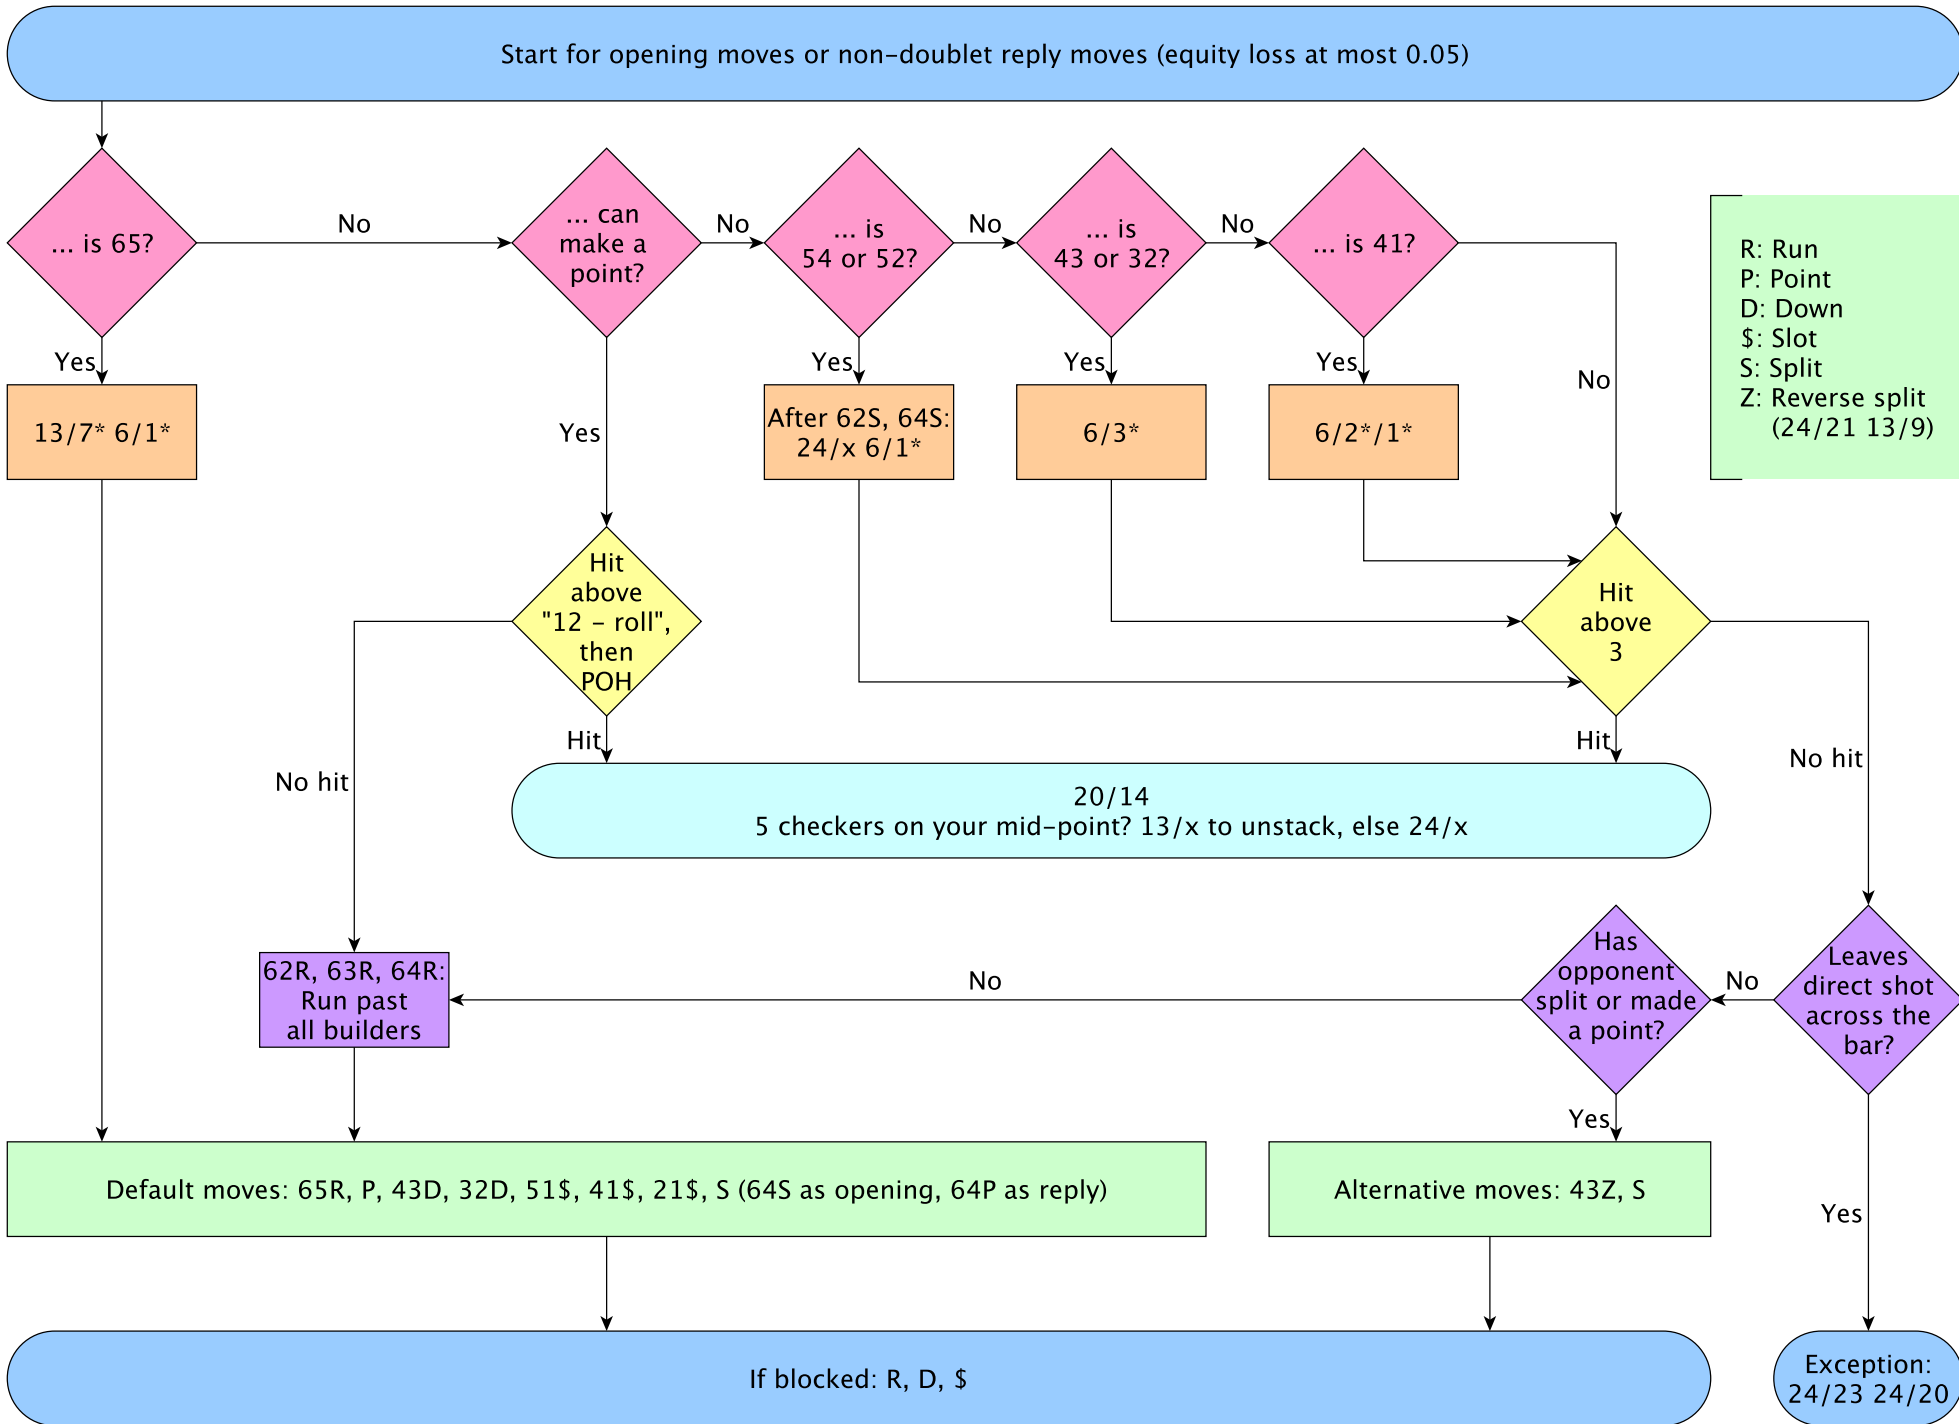 Start for opening moves or non-doublet reply moves (equity loss at most 0.05)
... is 65?
No
... can
make a
point?
No
... is
54 or 52?
No
... is
43 or 32?
No
... is 41?
R: Run
P: Point
D: Down
$: Slot
S: Split
Z: Reverse split
(24/21 13/9)
Yes
Yes
Yes
Yes
No
13/7* 6/1*
Yes
After 62S, 64S:
24/x 6/1*
6/3*
6/2*/1*
Hit
above
"12 – roll",
then
POH
Hit
above
3
Hit
Hit
No hit
No hit
20/14
5 checkers on your mid-point? 13/x to unstack, else 24/x
62R, 63R, 64R:
Run past
all builders
No
Has
opponent
split or made
a point?
No
Leaves
direct shot
across the
bar?
Yes
Default moves: 65R, P, 43D, 32D, 51$, 41$, 21$, S (64S as opening, 64P as reply)
Alternative moves: 43Z, S
Yes
If blocked: R, D, $
Exception:
24/23 24/20